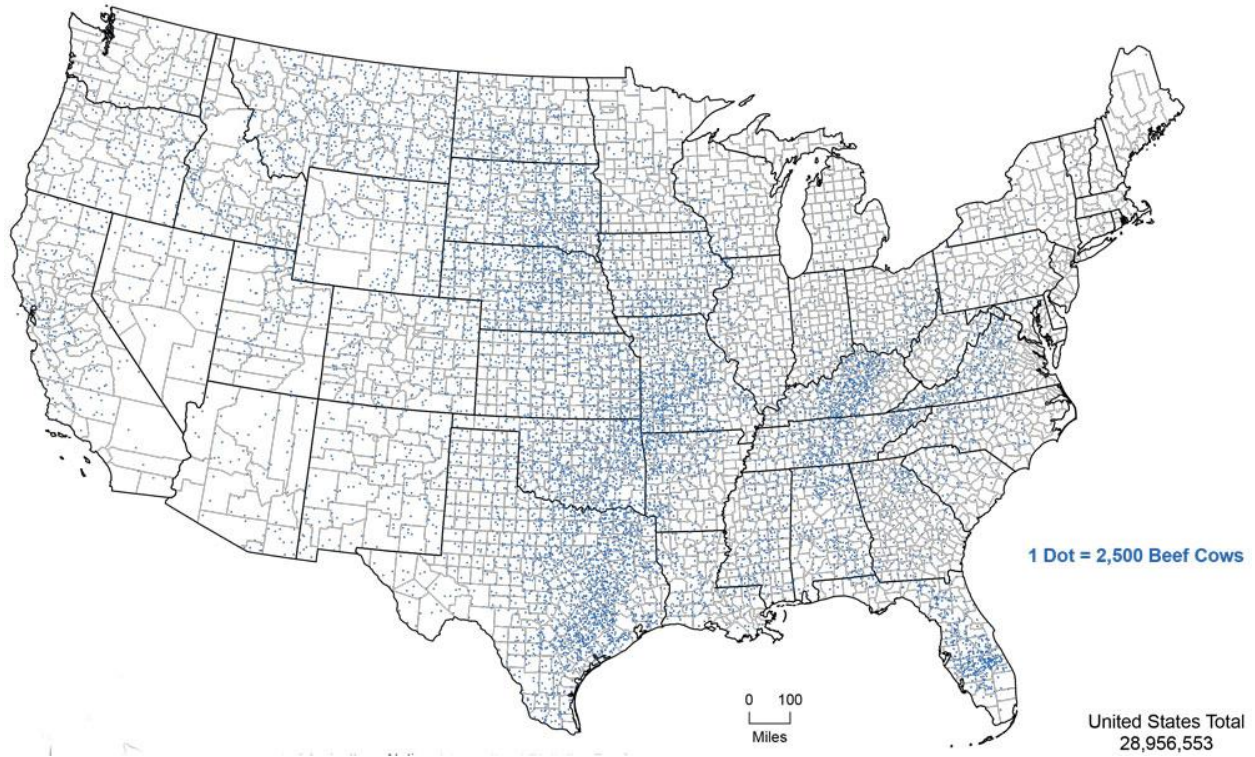 1 Dot = 2,500 Beef Cows
0 100
Miles
United States Total
28,956,553